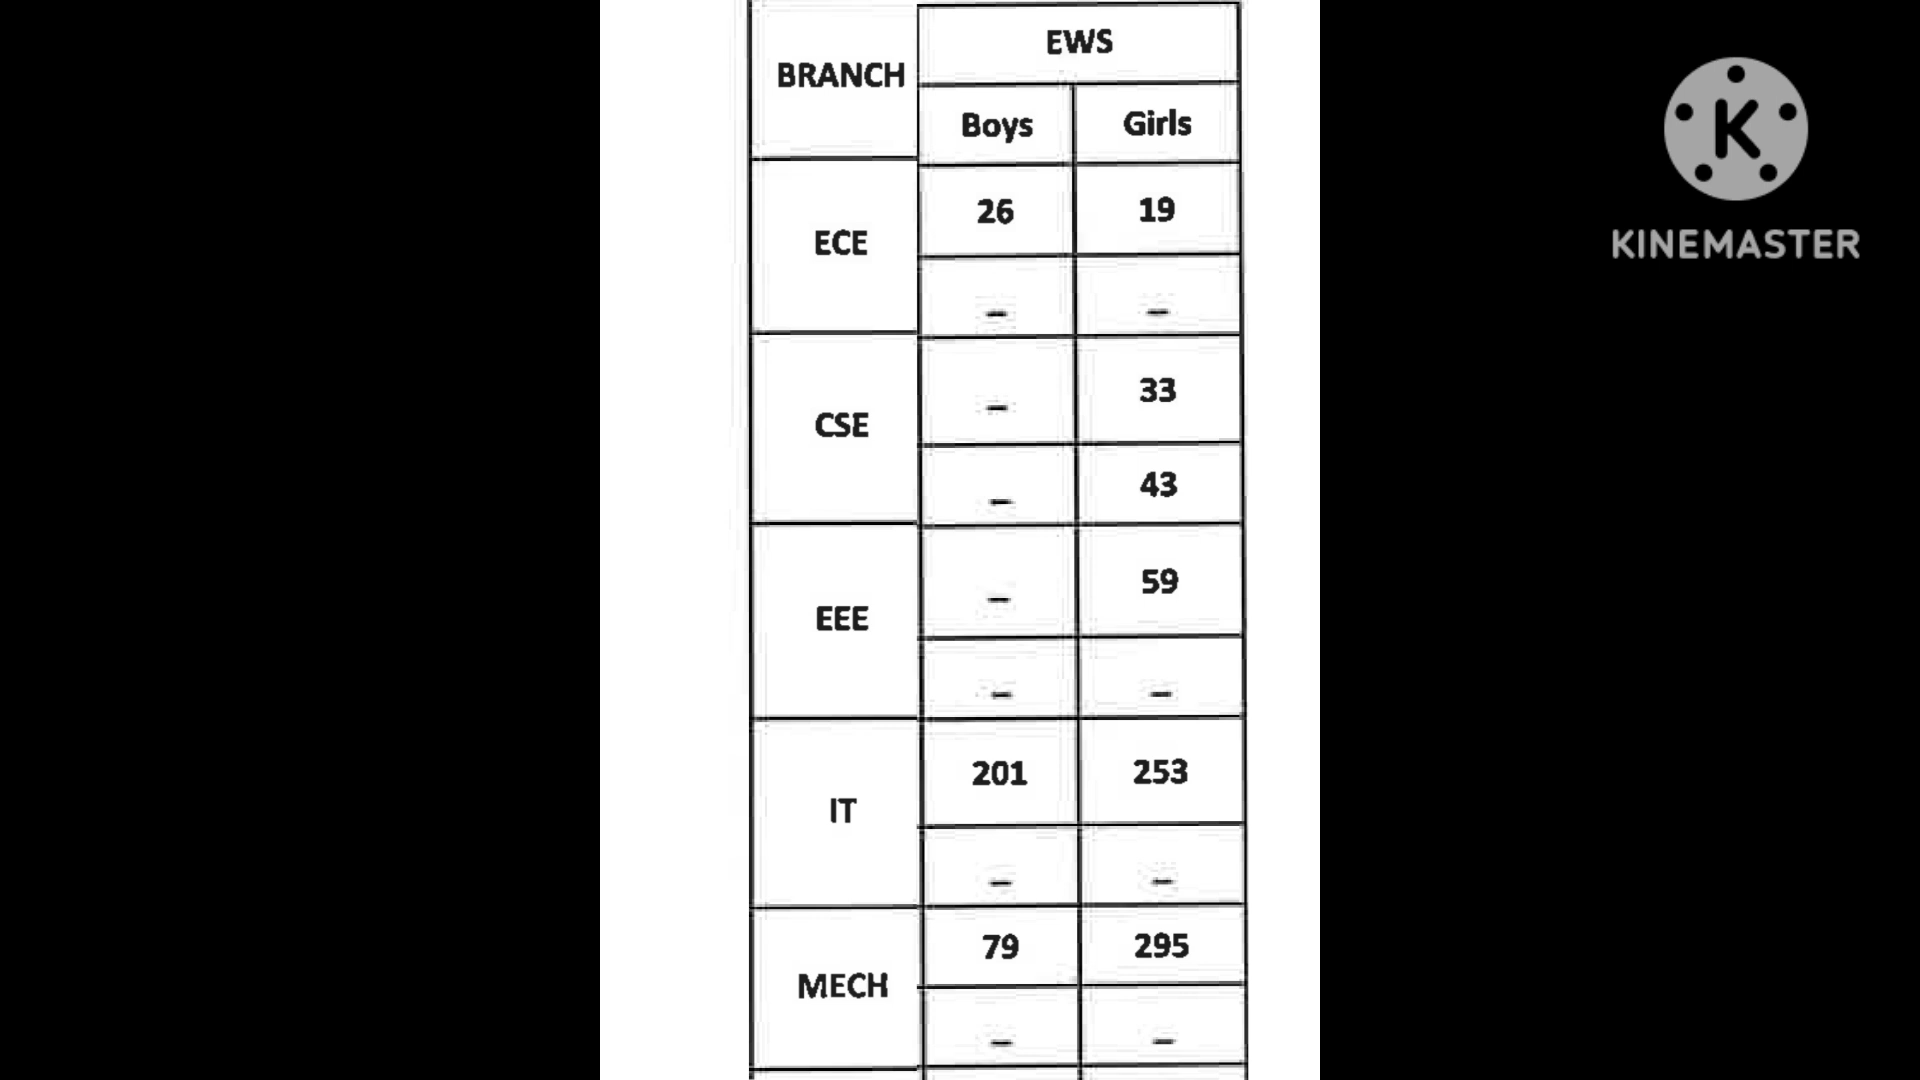 BRANCH
EWS
Boys Girls
ECE
26 19
– –
CSE
– 33
– 43
EEE
– 59
– –
IT
201 253
– –
MECH
79 295
– –
K
KINEMASTER